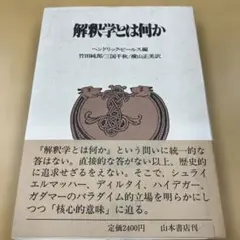 解釈学とは何か
ヘンドリック・ビールス編
竹田純郎/三国千秋/横山正美訳
『解釈学とは何か』という問いに統一的な
答はない。直接的な答がない以上、歴史的
に追求せざるをえない。そこで、シュライ
エルマッハー、ディルタイ、ハイデガー、
ガダマーのパラダイム的立場を明らかにし
つつ「核心的意味」に迫る。
定価2400円
山本書店刊